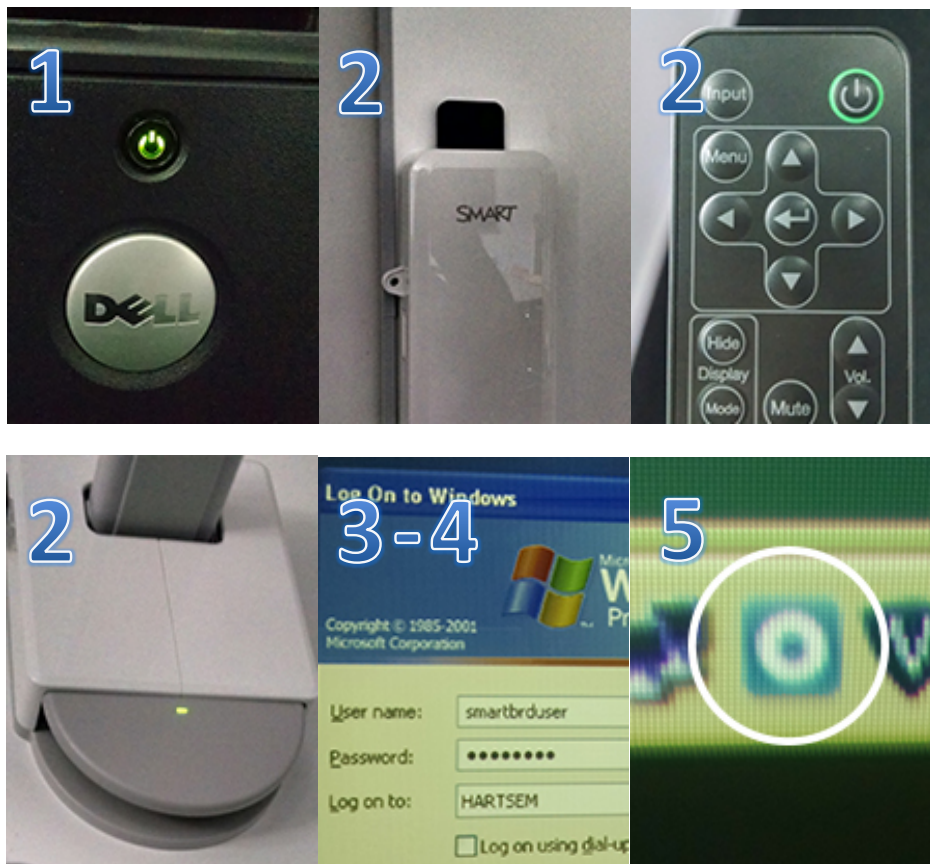 1
DELL
2
SMART
2
Input
Menu
Hide
Display
Mode
Mute
Vol.
2
3-4
Log On to Windows
Copyright © 1985-2001
Microsoft Corporation
User name: smartbrduser
Password: ●●●●●●●●
Log on to: HARTSEM
Log on using dial-up
5